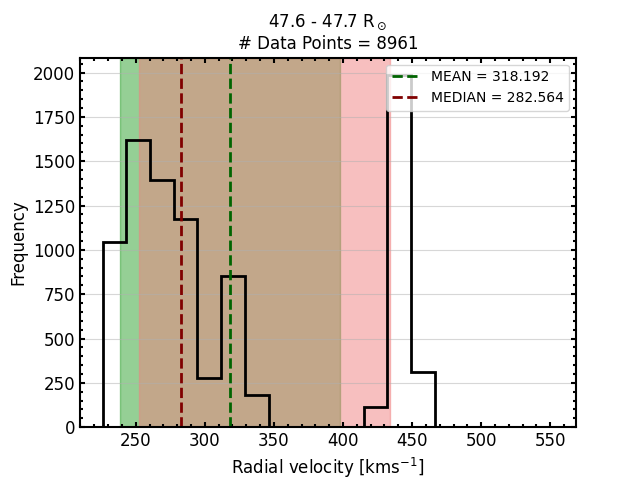 47.6 - 47.7 R⊙
# Data Points = 8961
MEAN = 318.192
MEDIAN = 282.564
Frequency
2000
1750
1500
1250
1000
750
500
250
0
250 300 350 400 450 500 550
Radial velocity [kms⁻¹]